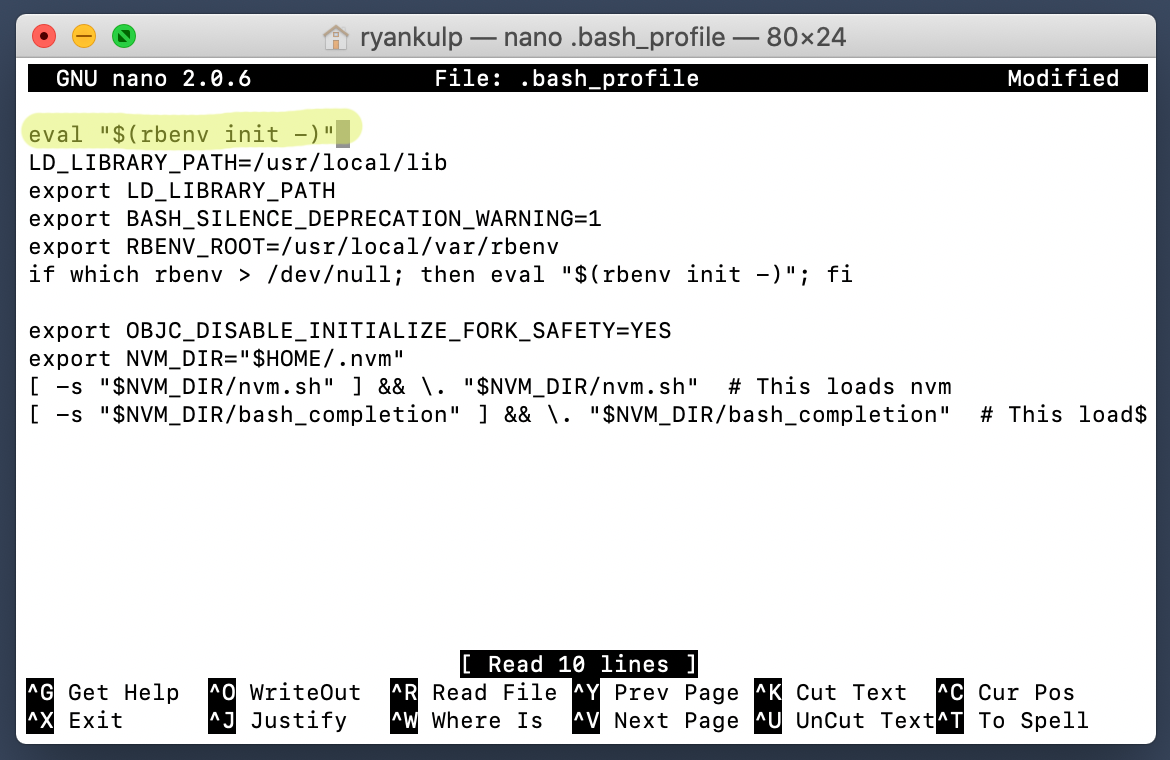 ryankulp — nano .bash_profile — 80×24
GNU nano 2.0.6 File: .bash_profile Modified
eval "$(rbenv init -)"
LD_LIBRARY_PATH=/usr/local/lib
export LD_LIBRARY_PATH
export BASH_SILENCE_DEPRECATION_WARNING=1
export RBENV_ROOT=/usr/local/var/rbenv
if which rbenv > /dev/null; then eval "$(rbenv init -)"; fi
export OBJC_DISABLE_INITIALIZE_FORK_SAFETY=YES
export NVM_DIR="$HOME/.nvm"
[ -s "$NVM_DIR/nvm.sh" ] && \. "$NVM_DIR/nvm.sh"  # This loads nvm
[ -s "$NVM_DIR/bash_completion" ] && \. "$NVM_DIR/bash_completion"  # This load$
[ Read 10 lines ]
^G Get Help ^O WriteOut ^R Read File ^Y Prev Page ^K Cut Text ^C Cur Pos
^X Exit ^J Justify ^W Where Is ^V Next Page ^U UnCut Text ^T To Spell